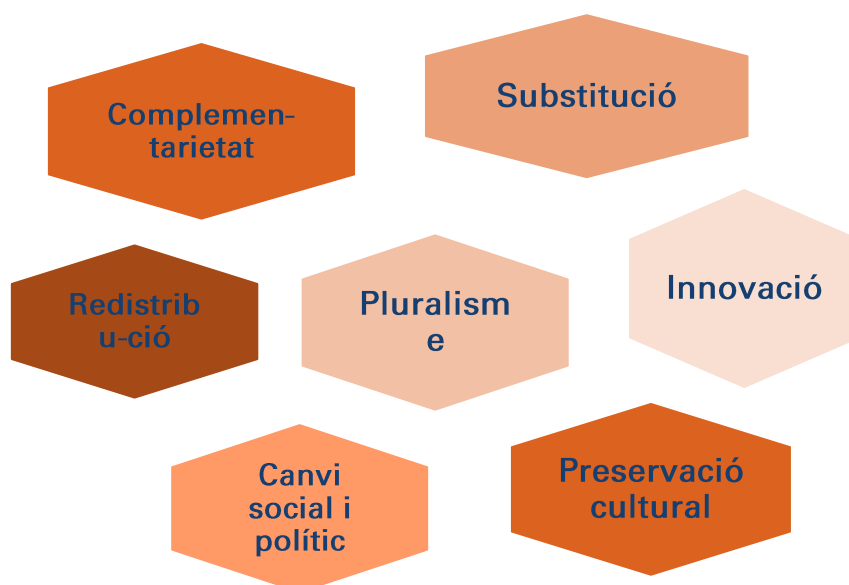 Complemen-
tarietat
Substitució
Redistrib
u-ció
Pluralism
e
Innovació
Canvi
social i
polític
Preservació
cultural